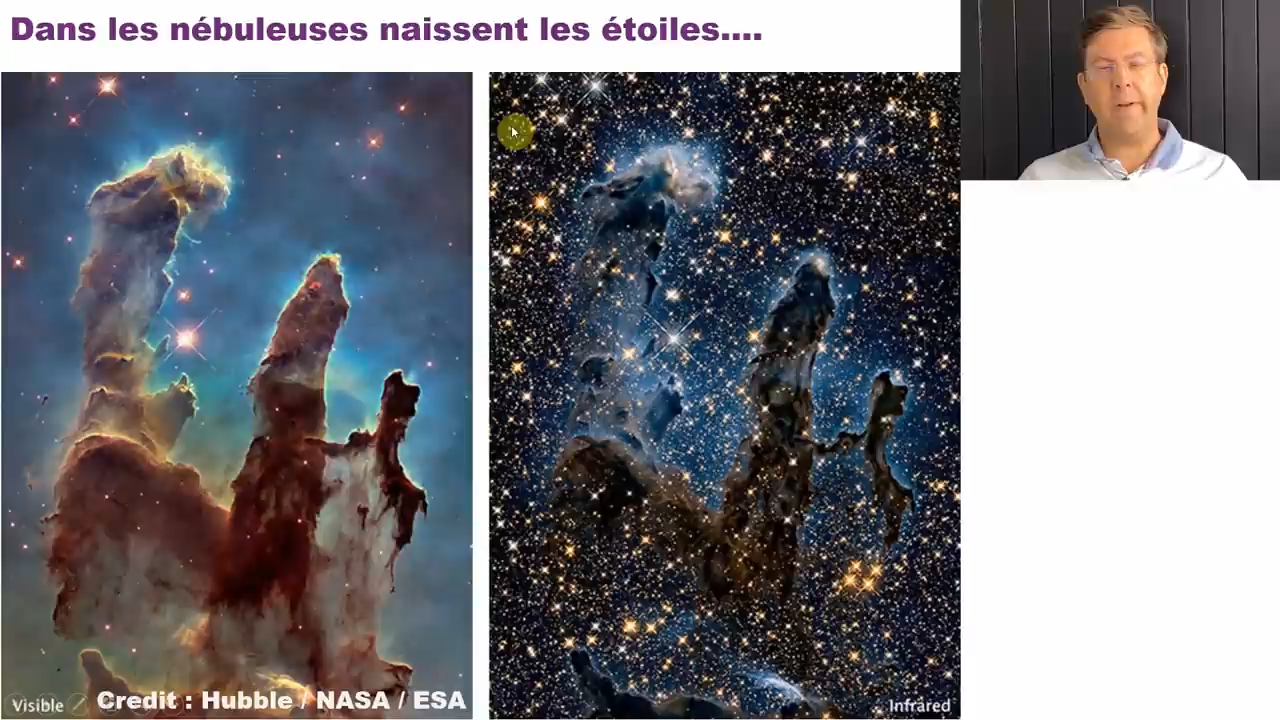 Dans les nébuleuses naissent les étoiles....
Visible
Credit : Hubble / NASA / ESA
Infrared